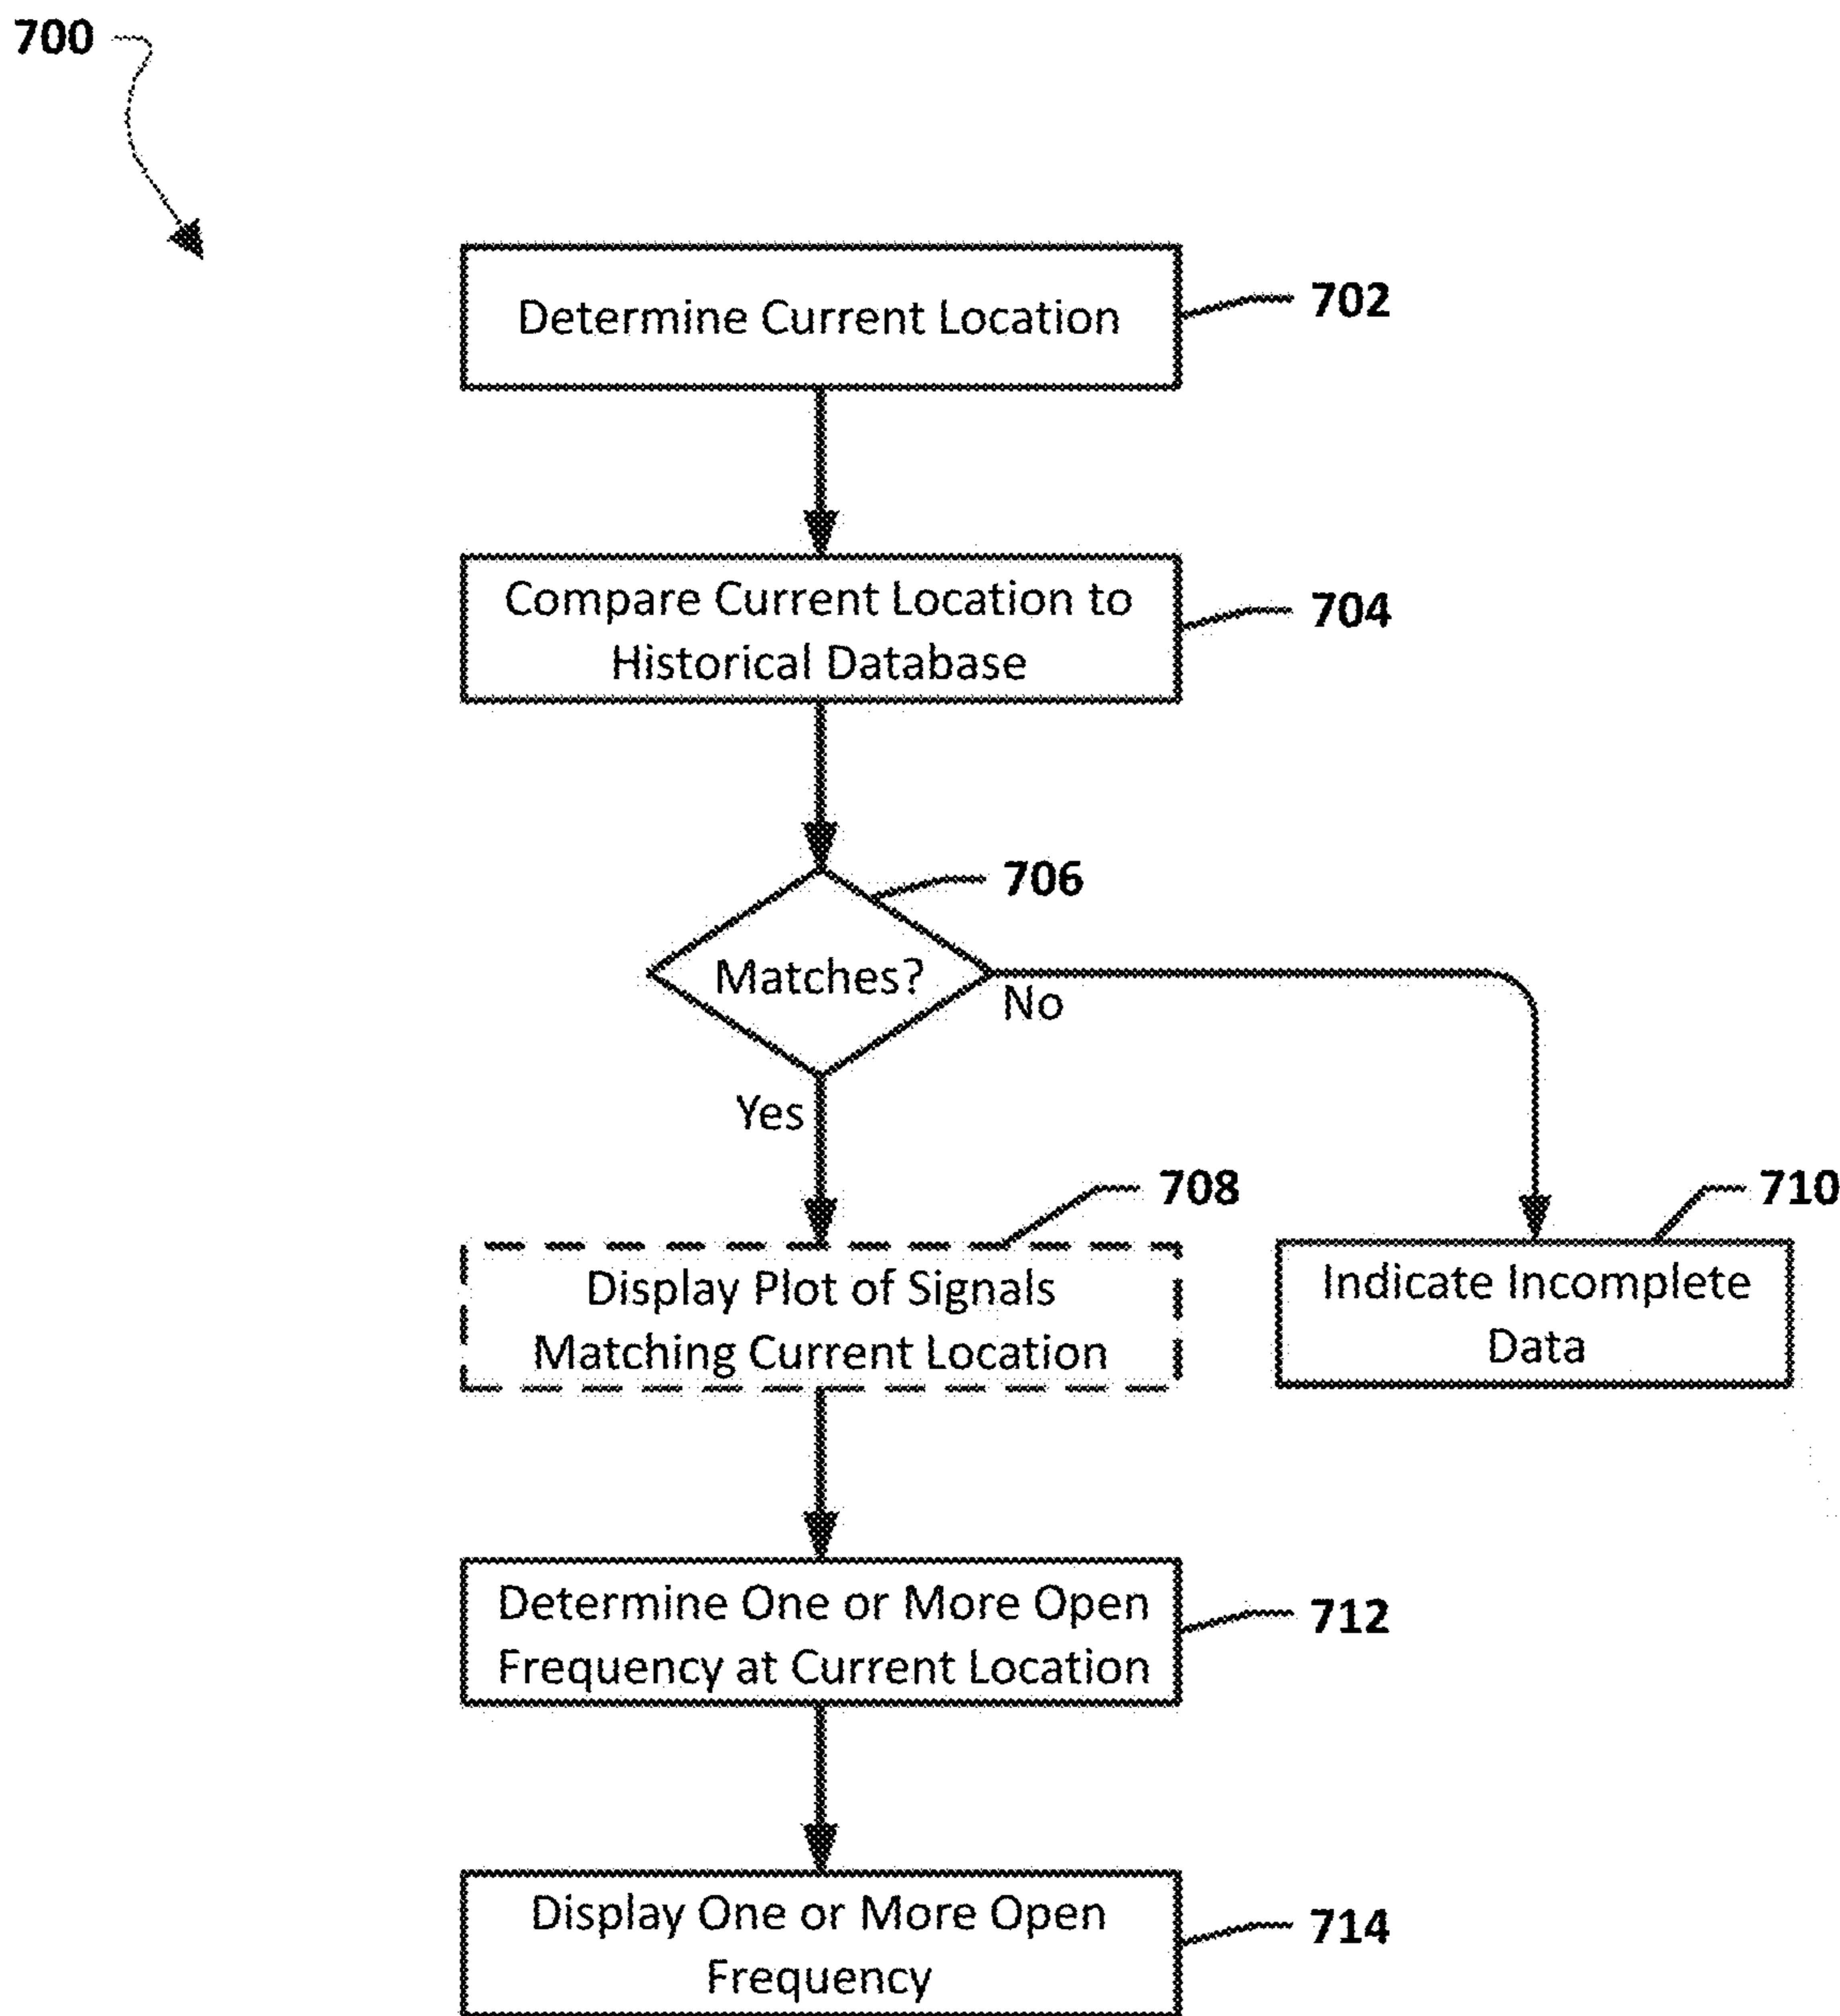 700
Determine Current Location
702
Compare Current Location to
Historical Database
704
706
Matches?
No
Yes
708
710
Display Plot of Signals
Matching Current Location
Indicate Incomplete
Data
Determine One or More Open
Frequency at Current Location
712
Display One or More Open
Frequency
714